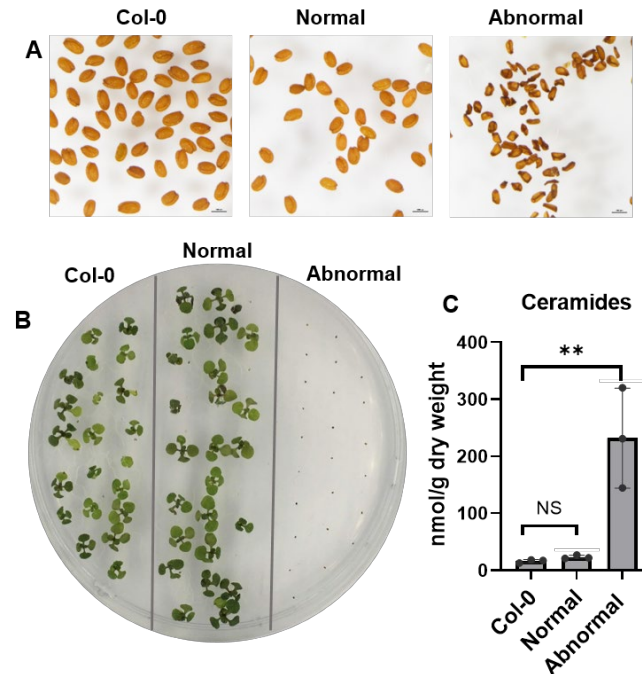 Col-0 Normal Abnormal
A
Normal
Col-0 Abnormal
B
C Ceramides
nmol/g dry weight
400
300
200
100
0
**
NS
Col-0
Normal
Abnormal